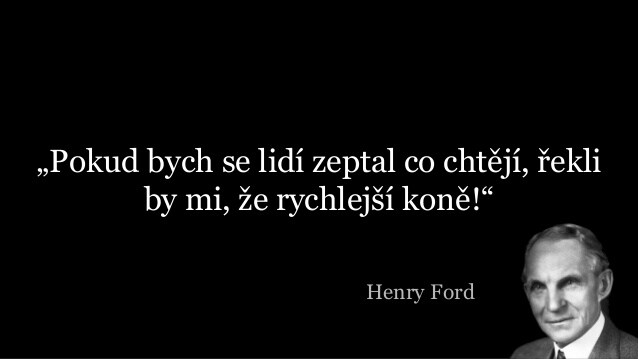 „Pokud bych se lidí zeptal co chtějí, řekli
by mi, že rychlejší koně!“
Henry Ford